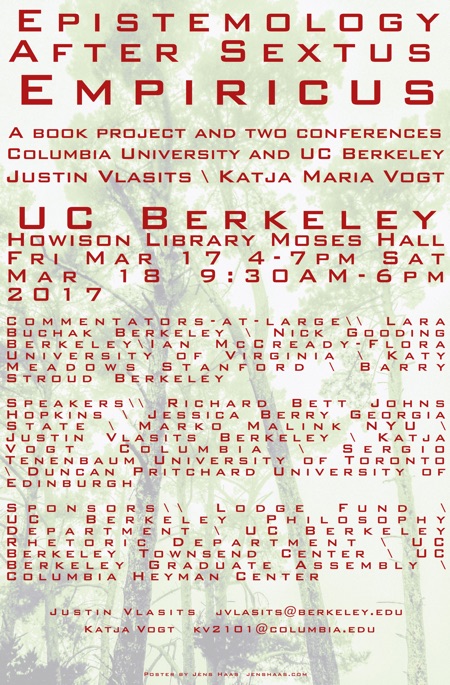 Epistemology
After Sextus
Empiricus
A book project and two conferences
Columbia University and UC Berkeley
Justin Vlasits \ Katja Maria Vogt
UC Berkeley
Howison Library Moses Hall
Fri Mar 17 4-7pm Sat
Mar 18 9:30AM-6pm
2017
Commentators-at-large\\ Lara
Buchak Berkeley \ Nick Gooding
Berkeley\Ian McCready-Flora
University of Virginia \ Katy
Meadows Stanford \ Barry
Stroud Berkeley
Speakers\\ Richard Bett Johns
Hopkins \ Jessica Berry Georgia
State \ Marko Malink NYU \
Justin Vlasits Berkeley \ Katja
Vogt Columbia \ Sergio
Tenenbaum University of Toronto
\ Duncan Pritchard University of
Edinburgh
Sponsors\\ Lodge Fund \
UC Berkeley Philosophy
Department \ UC Berkeley
Rhetoric Department \ UC
Berkeley Townsend Center \ UC
Berkeley Graduate Assembly \
Columbia Heyman Center
Justin Vlasits jvlasits@berkeley.edu
Katja Vogt kv2101@columbia.edu
Posters by Jens Haas: jenshaas.com